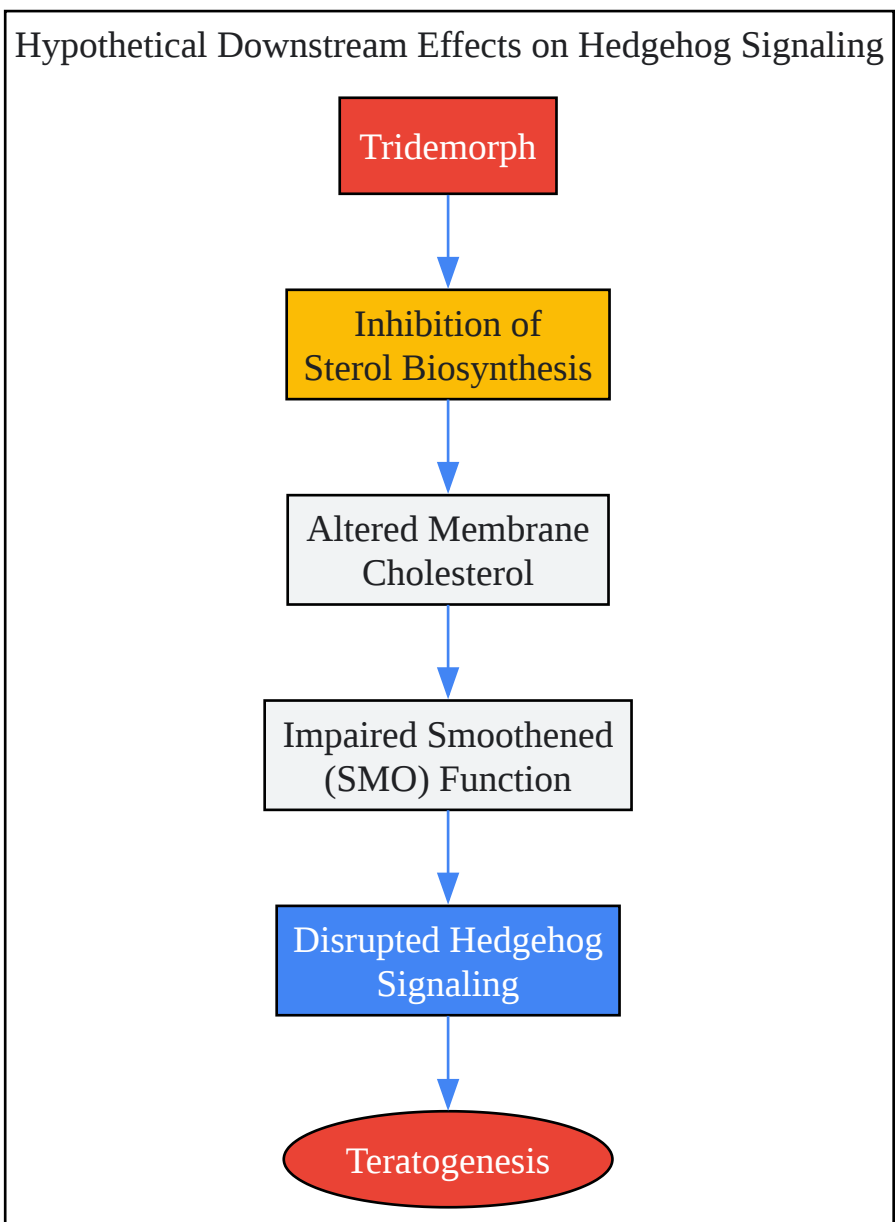 Hypothetical Downstream Effects on Hedgehog Signaling
Tridemorph
Inhibition of
Sterol Biosynthesis
Altered Membrane
Cholesterol
Impaired Smoothened
(SMO) Function
Disrupted Hedgehog
Signaling
Teratogenesis